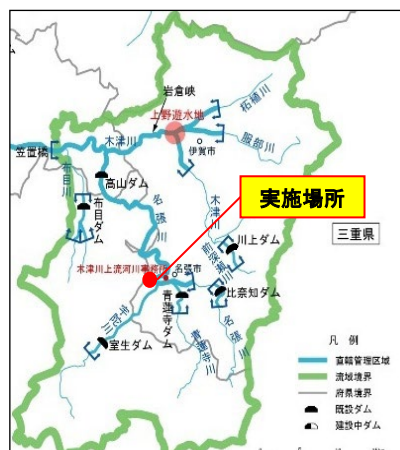 岩倉峡
上野遊水地
柘植川
木津川
服部川
笠置橋
伊賀市
布目川
高山ダム
布目ダム
名張川
木津川
実施場所
川上ダム
三重県
前深瀬川
木津川上流河川事務所
名張市
比奈知ダム
青蓮寺ダム
宇陀川
名張川
室生ダム
青蓮寺川
凡 例
直轄管理区域
流域境界
府県境界
既設ダム
建設中ダム